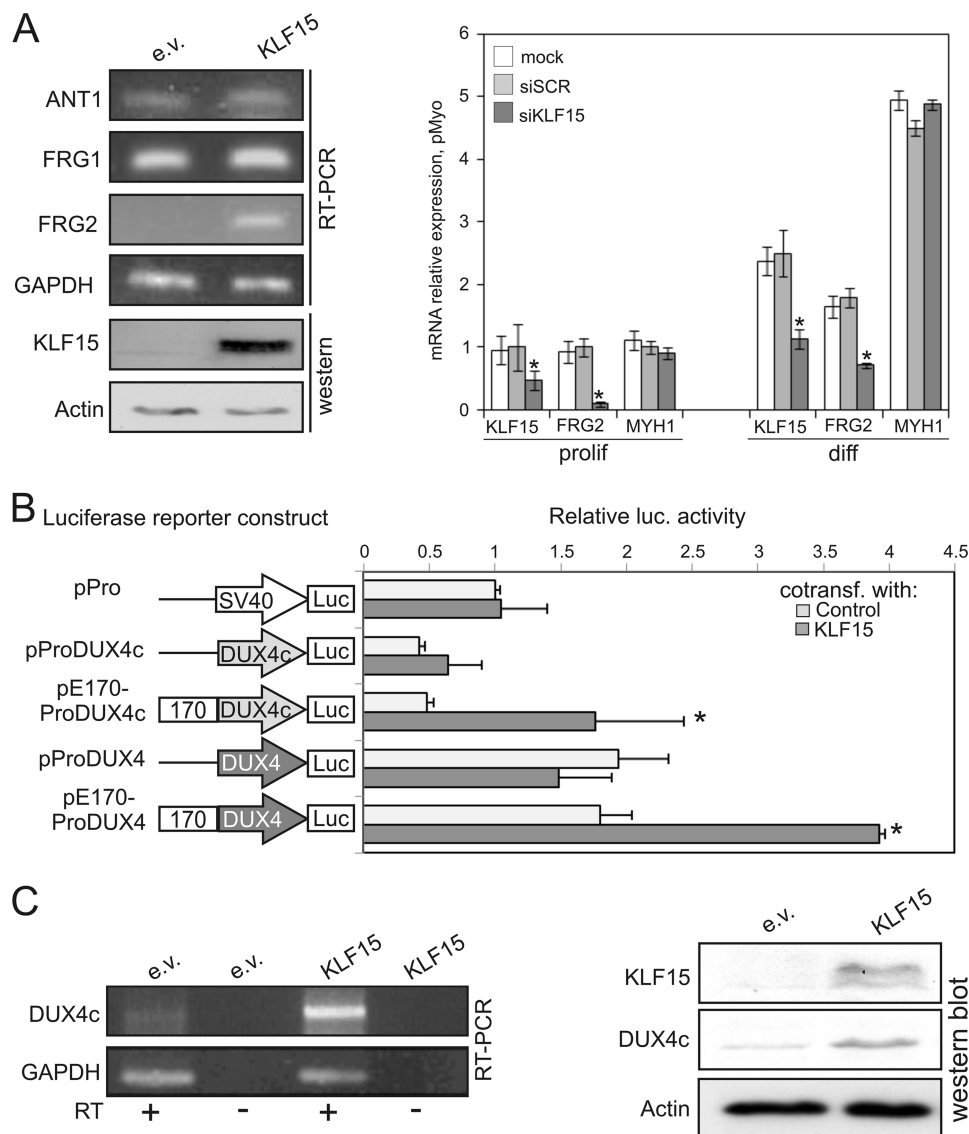 A
e.v. KLF15
ANT1
FRG1
FRG2
GAPDH
KLF15
Actin
RT-PCR
western
mRNA relative expression, pMyo
6
5
4
3
2
1
0
mock
siSCR
siKLF15
* * * *
KLF15 FRG2 MYH1 KLF15 FRG2 MYH1
prolif diff
B
Luciferase reporter construct
Relative luc. activity
0 0.5 1 1.5 2 2.5 3 3.5 4 4.5
cotransf. with:
Control
KLF15
pPro
SV40 Luc
pProDUX4c
DUX4c Luc
pE170-
ProDUX4c
170 DUX4c Luc
*
pProDUX4
DUX4 Luc
pE170-
ProDUX4
170 DUX4 Luc
*
C
e.v. e.v. KLF15 KLF15
DUX4c
GAPDH
RT + - + -
RT-PCR
e.v. KLF15
KLF15
DUX4c
Actin
western blot